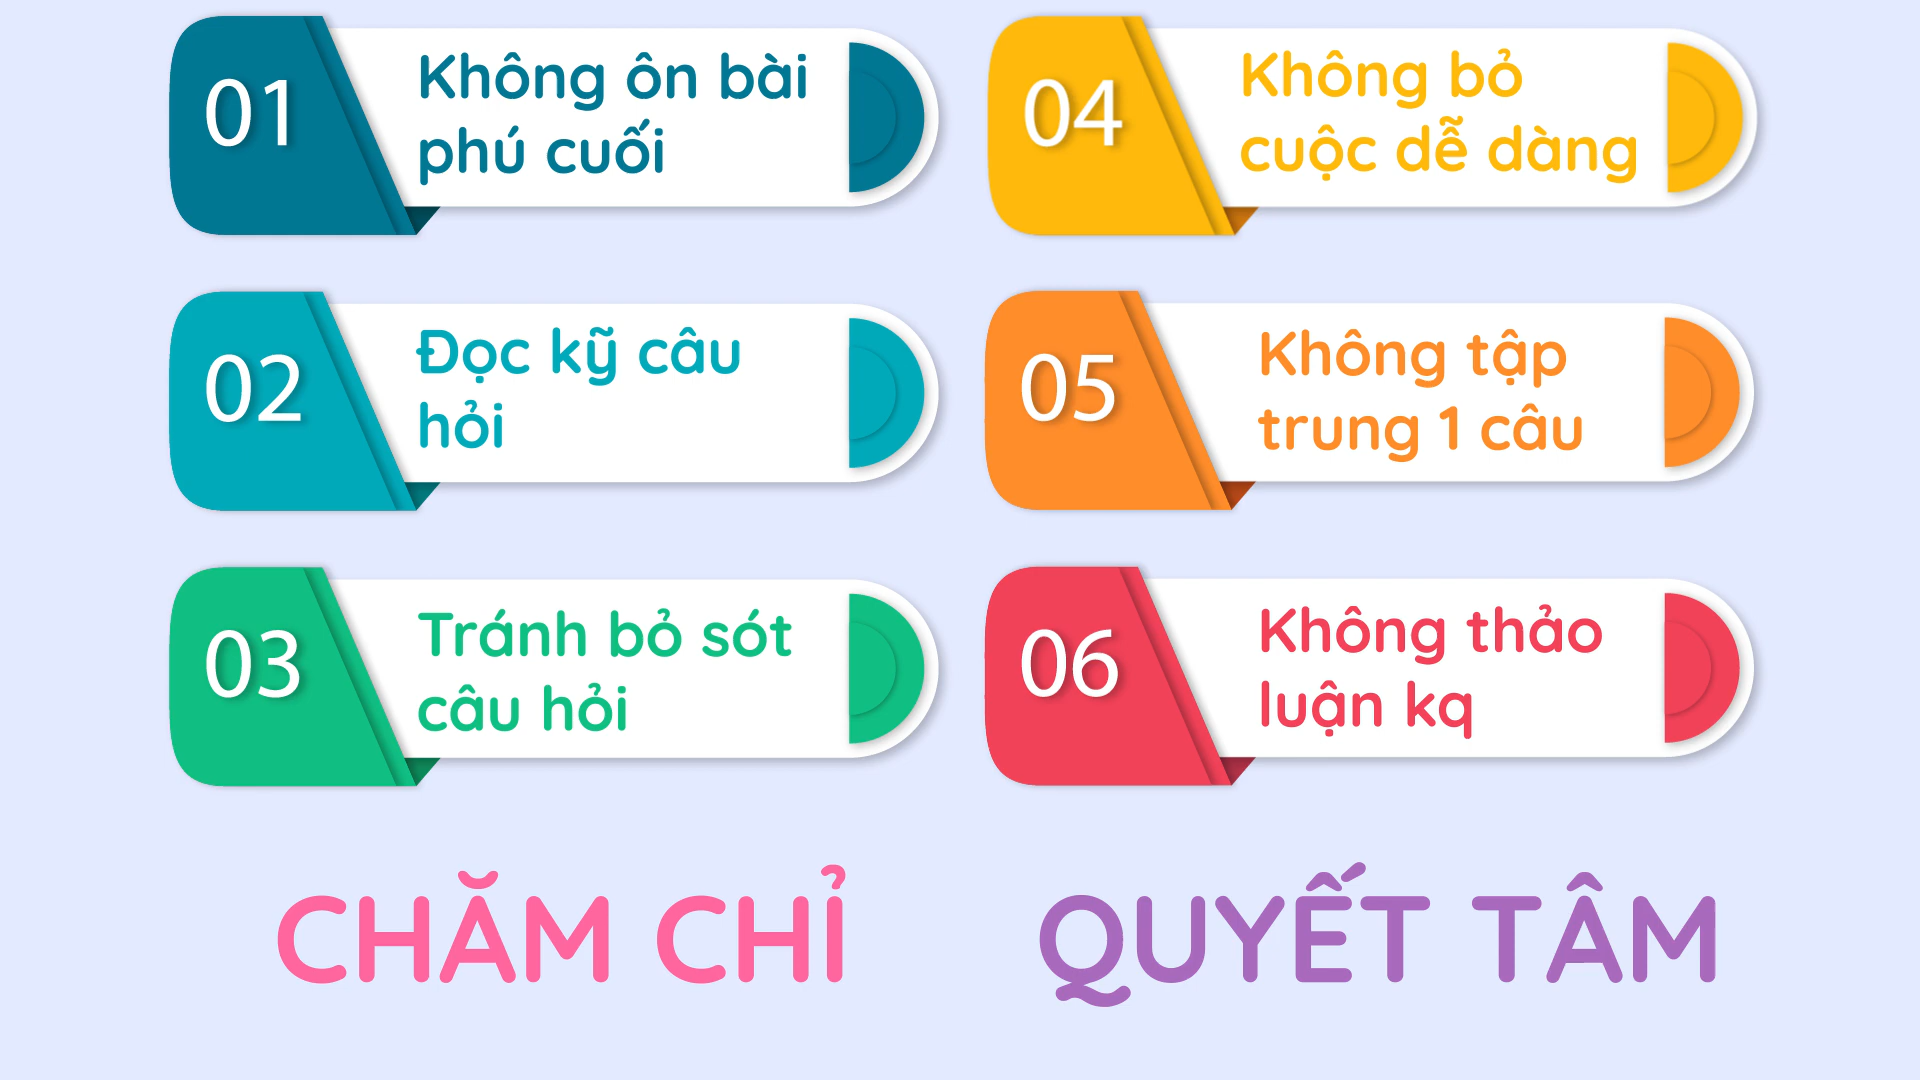 01
Không ôn bài
phú cuối
02
Đọc kỹ câu
hỏi
03
Tránh bỏ sót
câu hỏi
04
Không bỏ
cuộc dễ dàng
05
Không tập
trung 1 câu
06
Không thảo
luận kq
CHĂM CHỈ
QUYẾT TÂM